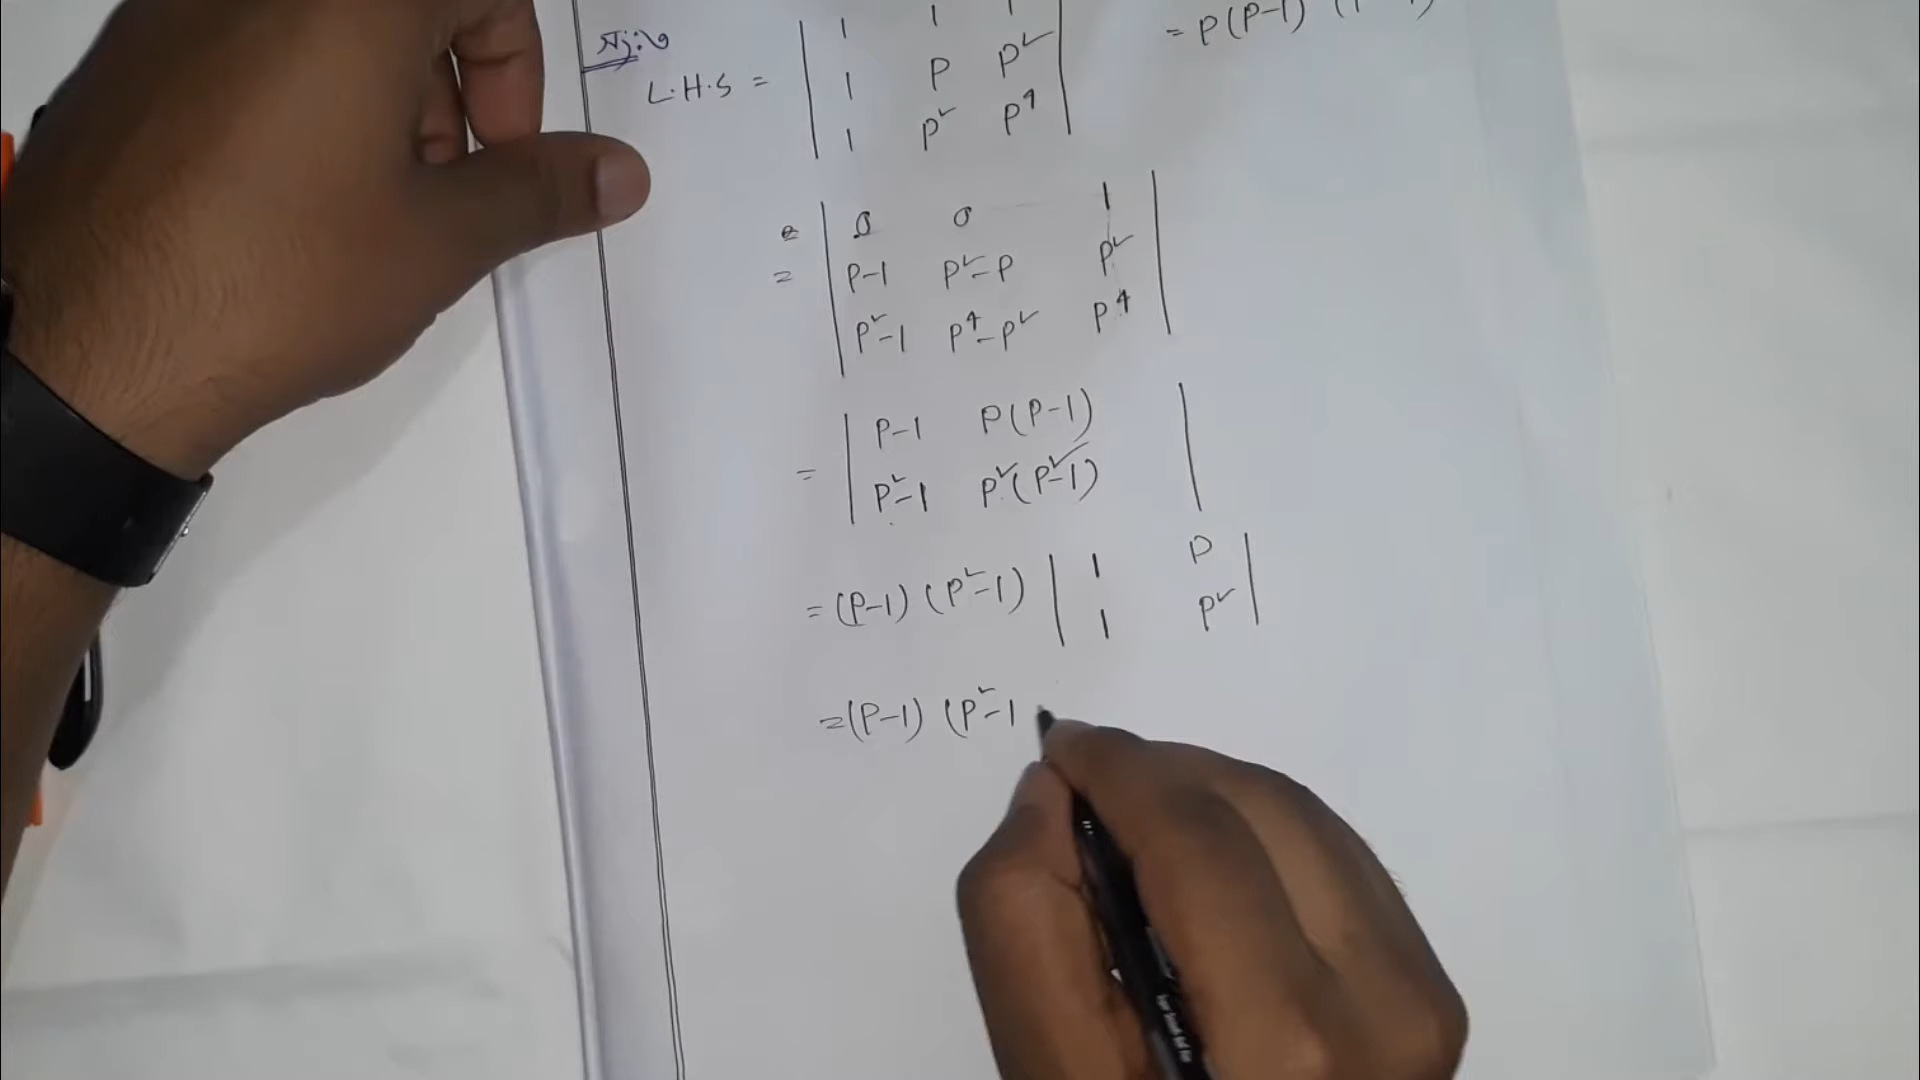 1 1 1 = P(P-1)
সৃ:৩
L.H.S = | 1 P P² |
1 P² P⁴
= | 0 0 1 |
P-1 P²-P P²
P²-1 P⁴-P² P⁴
= | P-1 P(P-1) |
P²-1 P²(P²-1)
= (P-1) (P²-1) | 1 P |
1 P²
= (P-1) (P²-1